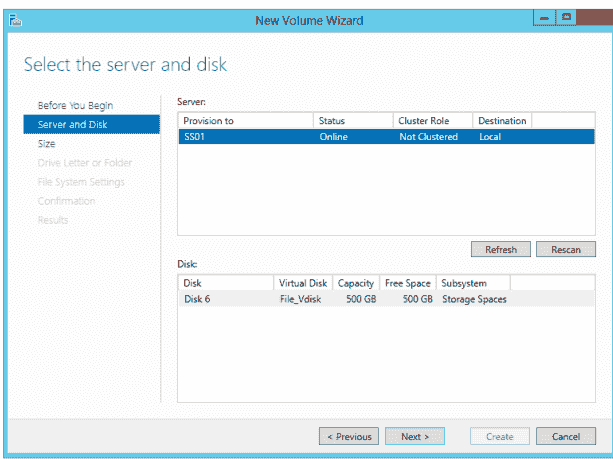 New Volume Wizard
Select the server and disk
Before You Begin
Server and Disk
Size
Drive Letter or Folder
File System Settings
Confirmation
Results
Server:
Provision to Status Cluster Role Destination
SS01 Online Not Clustered Local
Refresh Rescan
Disk:
Disk Virtual Disk Capacity Free Space Subsystem
Disk 6 File_Vdisk 500 GB 500 GB Storage Spaces
< Previous Next > Create Cancel